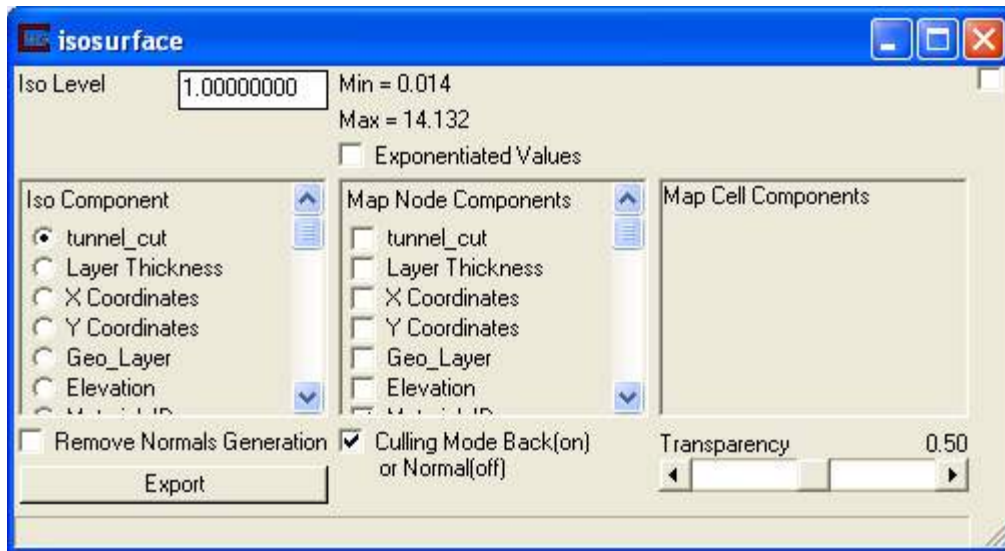 isosurface
Iso Level 1.00000000 Min = 0.014
Max = 14.132
Exponentiated Values
Iso Component
tunnel_cut
Layer Thickness
X Coordinates
Y Coordinates
Geo_Layer
Elevation
Map Node Components
tunnel_cut
Layer Thickness
X Coordinates
Y Coordinates
Geo_Layer
Elevation
Map Cell Components
Remove Normals Generation
Culling Mode Back(on)
or Normal(off)
Transparency 0.50
Export